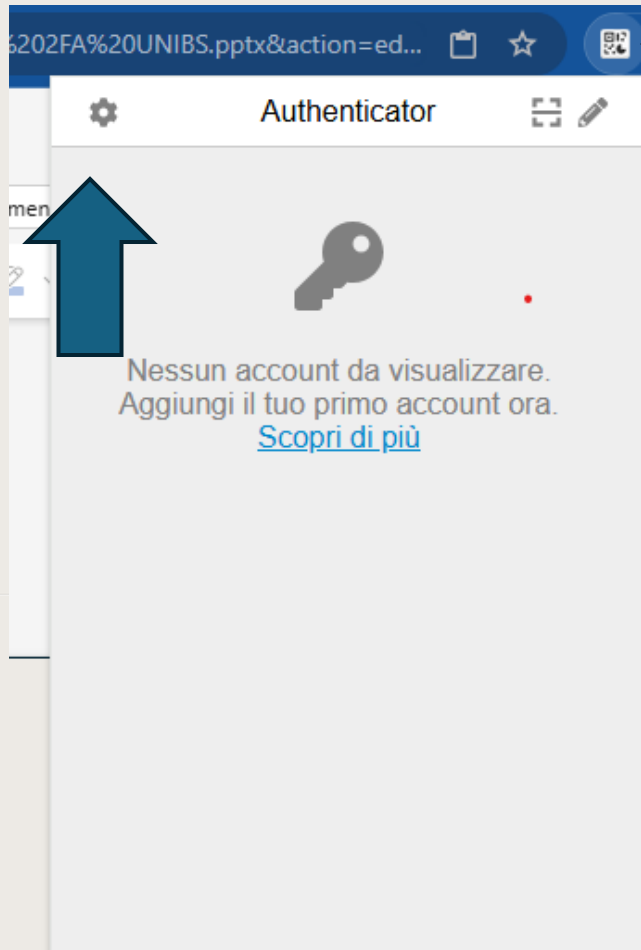 %202FA%20UNIBS.pptx&action=ed...
Authenticator
men
Nessun account da visualizzare.
Aggiungi il tuo primo account ora.
Scopri di più